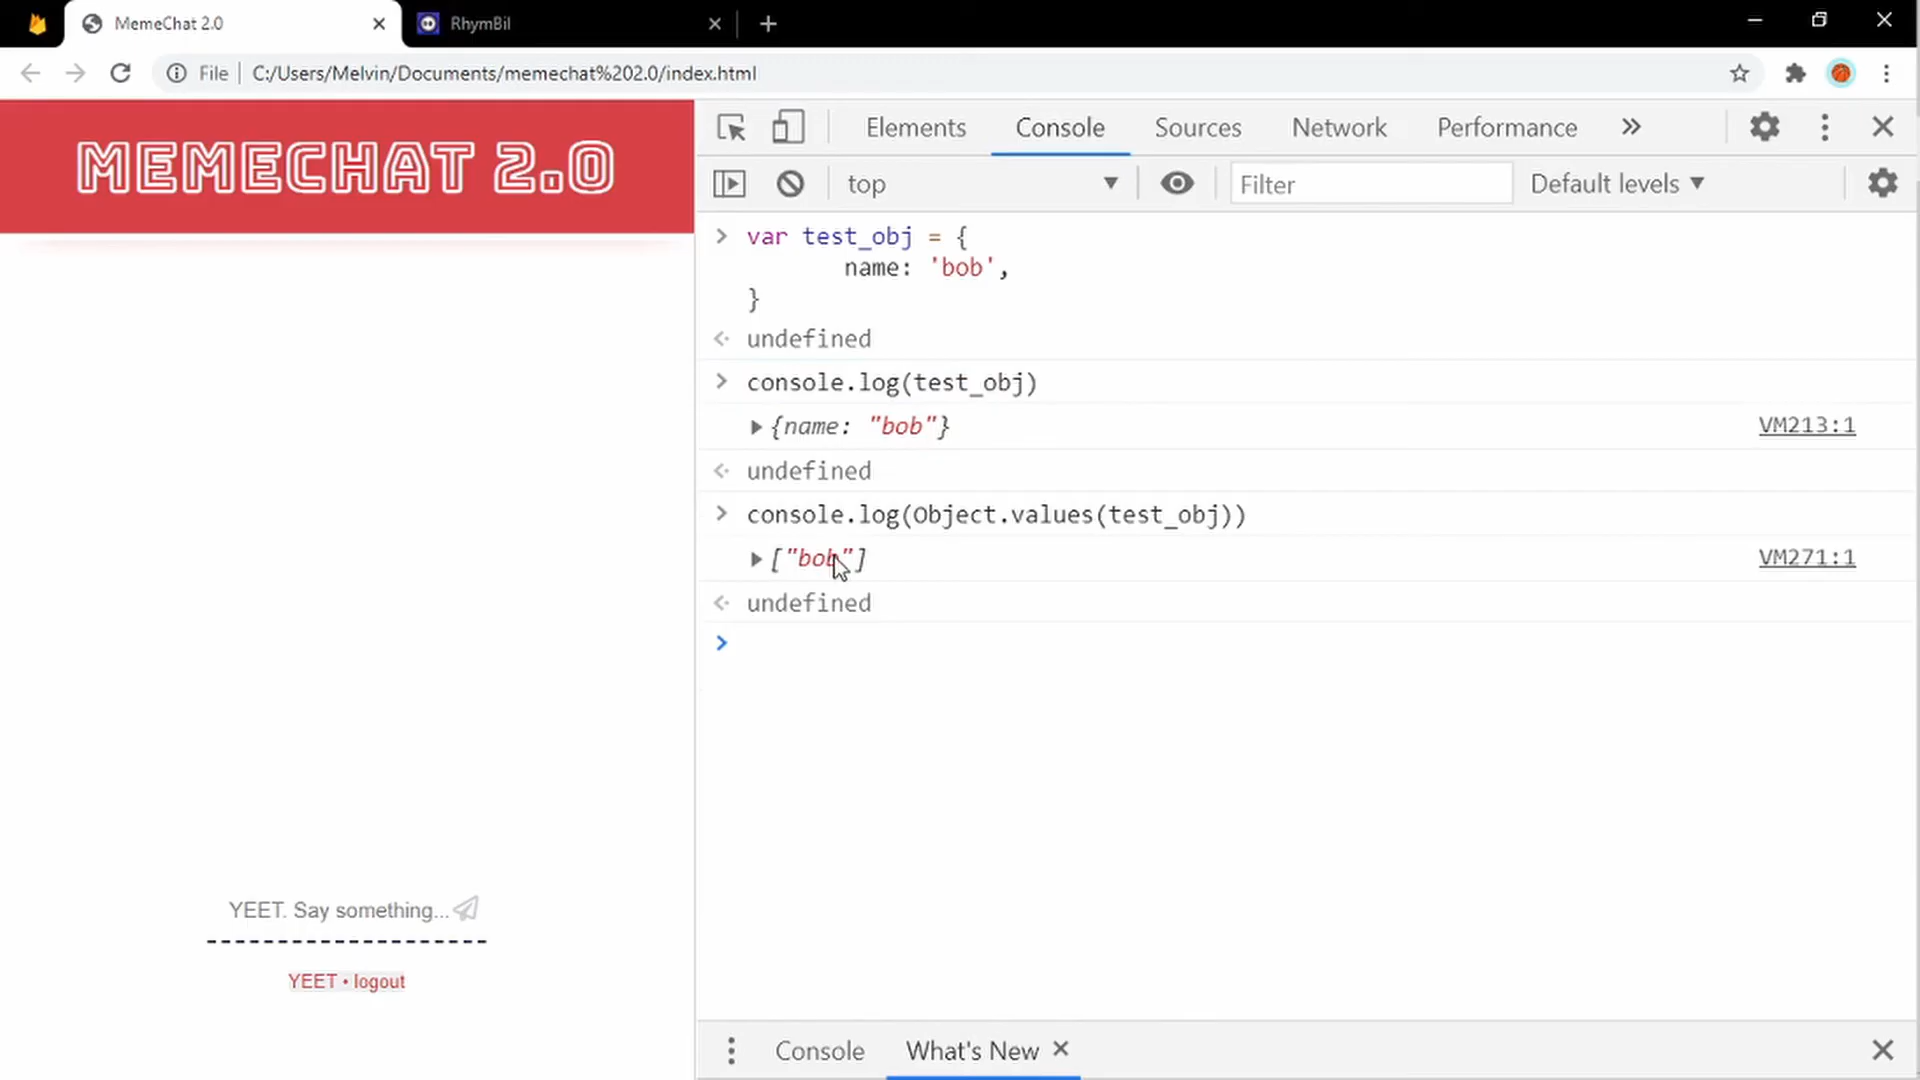 MemeChat 2.0
RhymBil
File
C:/Users/Melvin/Documents/memechat%202.0/index.html
MEMECHAT 2.0
YEET. Say something...
YEET • logout
Elements Console Sources Network Performance
top Filter Default levels
var test_obj = {
name: 'bob',
}
undefined
console.log(test_obj)
{name: "bob"} VM213:1
undefined
console.log(Object.values(test_obj))
["bob"] VM271:1
undefined
Console What's New